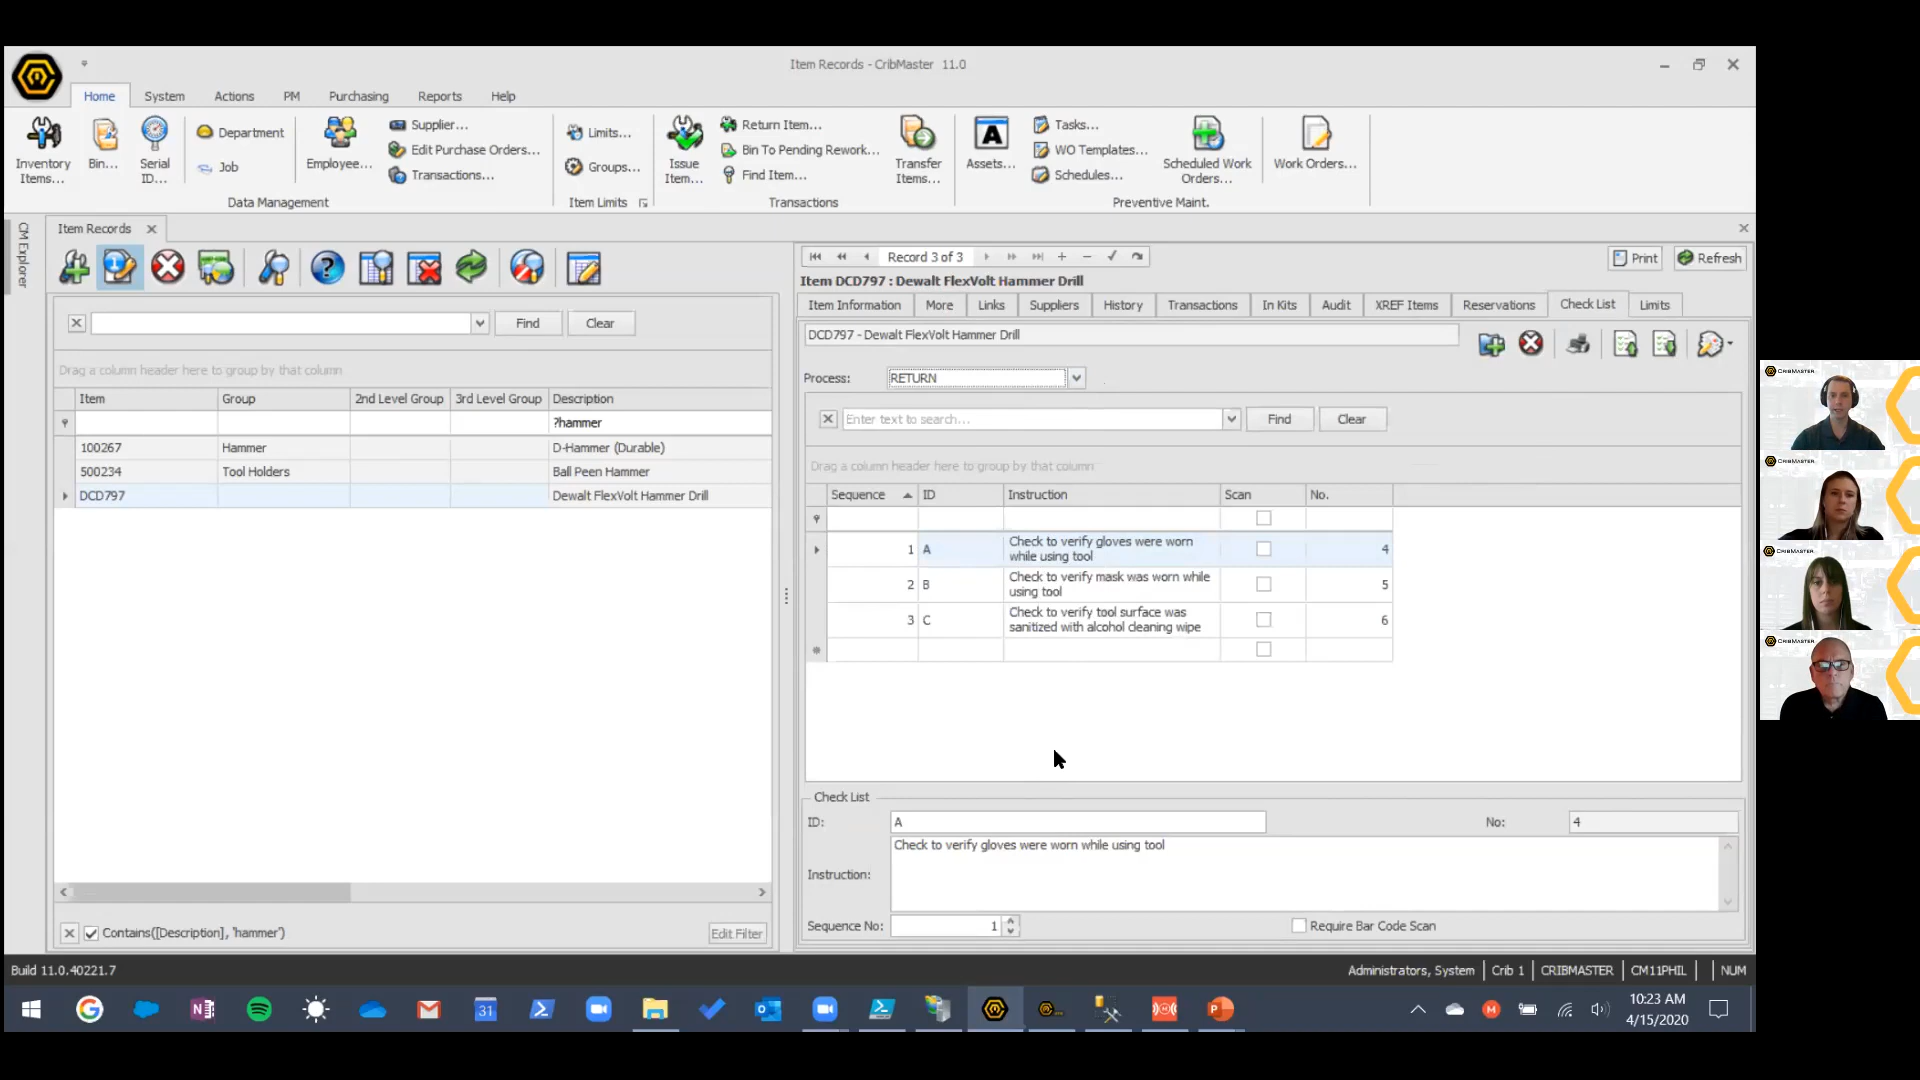 Item Records - CribMaster 11.0
Home System Actions PM Purchasing Reports Help
Inventory Items...
Bin...
Serial ID...
Department
Job
Employee...
Supplier...
Edit Purchase Orders...
Transactions...
Data Management
Limits...
Groups...
Item Limits
Issue Item...
Return Item...
Bin To Pending Rework...
Find Item...
Transfer Items...
Transactions
Assets...
Tasks...
WO Templates...
Schedules...
Scheduled Work Orders...
Work Orders...
Preventive Maint.
CM Explorer
Item Records
Find Clear
Drag a column header here to group by that column
Item Group 2nd Level Group 3rd Level Group Description
?hammer
100267 Hammer D-Hammer (Durable)
500234 Tool Holders Ball Peen Hammer
DCD797 Dewalt FlexVolt Hammer Drill
Contains([Description], 'hammer') Edit Filter
Record 3 of 3 Print Refresh
Item DCD797 : Dewalt FlexVolt Hammer Drill
Item Information More Links Suppliers History Transactions In Kits Audit XREF Items Reservations Check List Limits
DCD797 - Dewalt FlexVolt Hammer Drill
Process: RETURN
Enter text to search... Find Clear
Drag a column header here to group by that column
Sequence ID Instruction Scan No.
1 A Check to verify gloves were worn while using tool 4
2 B Check to verify mask was worn while using tool 5
3 C Check to verify tool surface was sanitized with alcohol cleaning wipe 6
Check List
ID: A No: 4
Instruction: Check to verify gloves were worn while using tool
Sequence No: 1 Require Bar Code Scan
Build 11.0.40221.7 Administrators, System Crib 1 CRIBMASTER CM11PHIL NUM
10:23 AM
4/15/2020
CRIBMASTER
CRIBMASTER
CRIBMASTER
CRIBMASTER